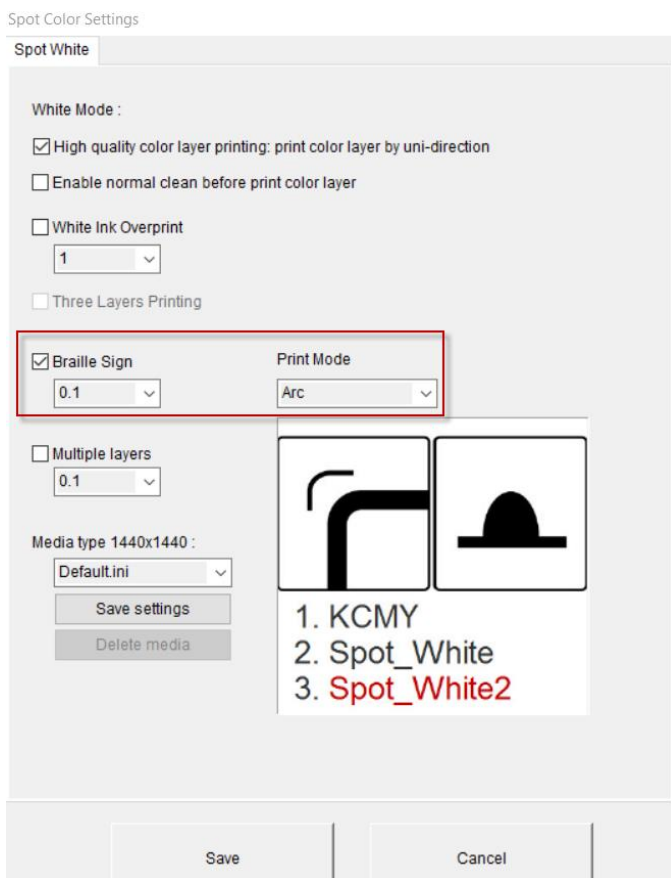 Spot Color Settings
Spot White
White Mode :
High quality color layer printing: print color layer by uni-direction
Enable normal clean before print color layer
White Ink Overprint
1
Three Layers Printing
Braille Sign
Print Mode
0.1
Arc
Multiple layers
0.1
Media type 1440x1440 :
Default.ini
Save settings
Delete media
1. KCMY
2. Spot_White
3. Spot_White2
Save
Cancel